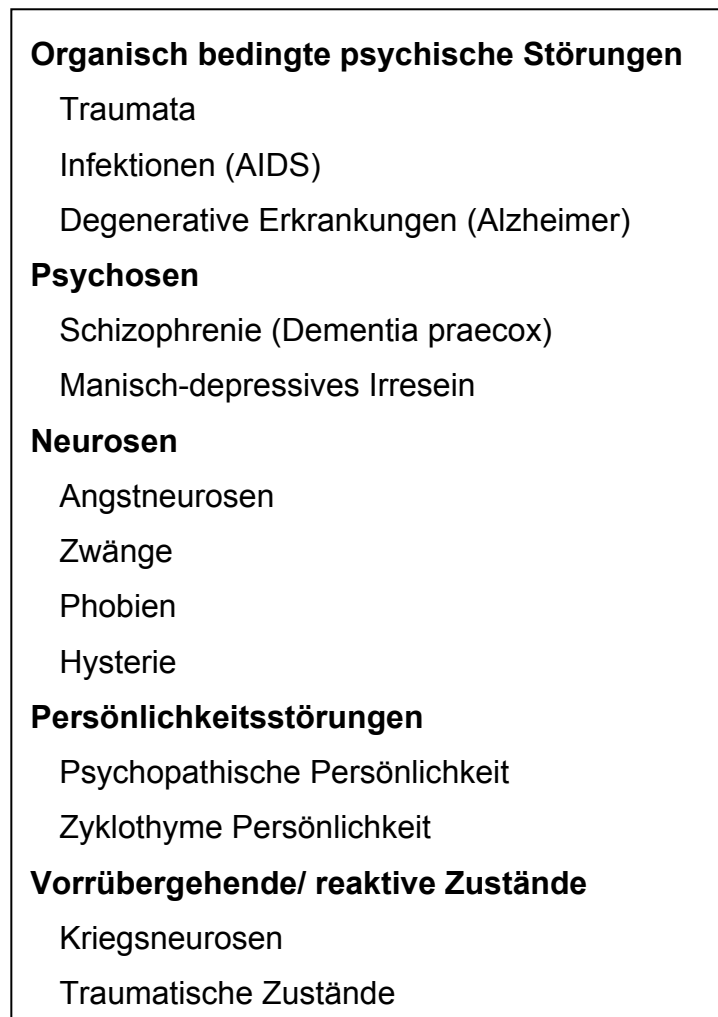 Organisch bedingte psychische Störungen
Traumata
Infektionen (AIDS)
Degenerative Erkrankungen (Alzheimer)
Psychosen
Schizophrenie (Dementia praecox)
Manisch-depressives Irresein
Neurosen
Angstneurosen
Zwänge
Phobien
Hysterie
Persönlichkeitsstörungen
Psychopathische Persönlichkeit
Zyklothyme Persönlichkeit
Vorrübergehende/ reaktive Zustände
Kriegsneurosen
Traumatische Zustände